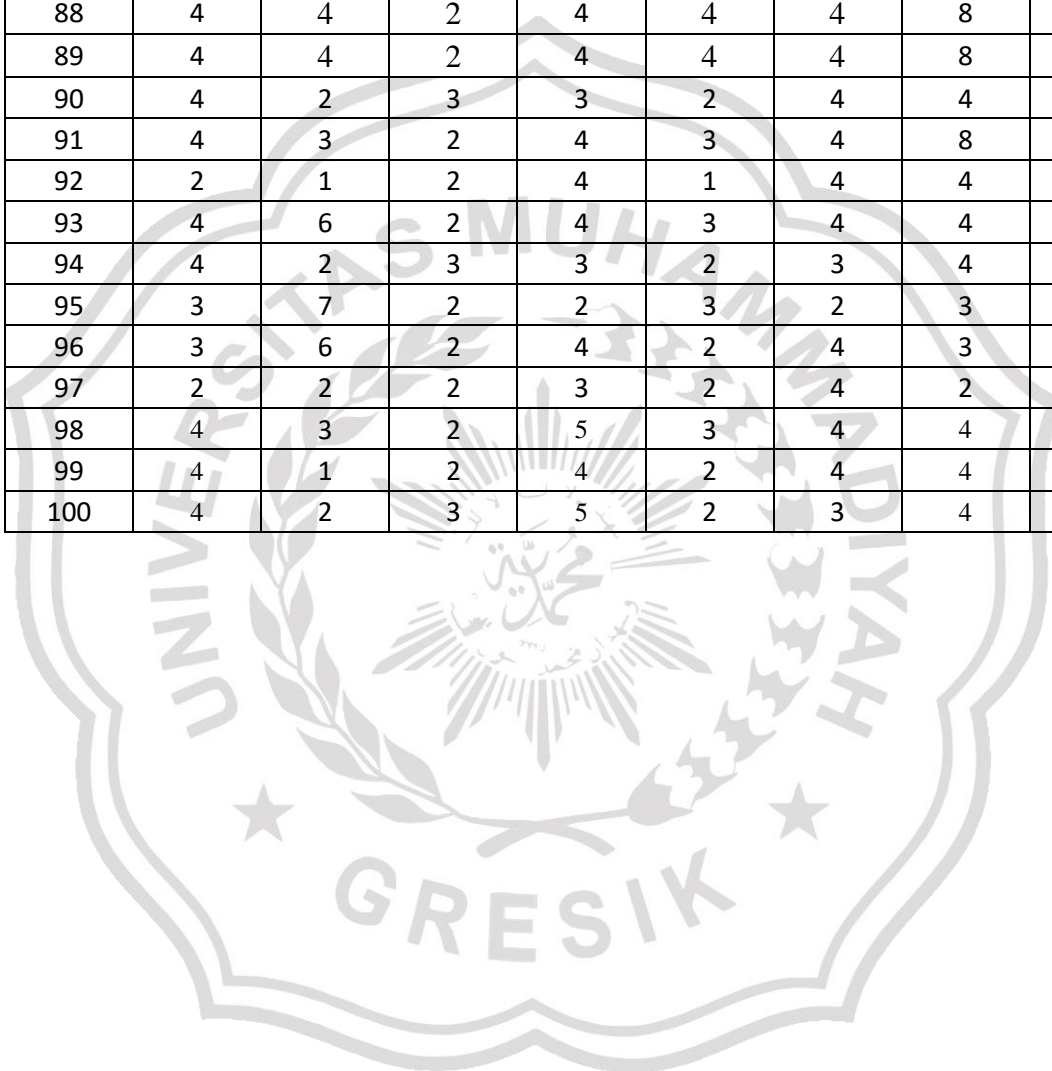 88 4 4 2 4 4 4 8
89 4 4 2 4 4 4 8
90 4 2 3 3 2 4 4
91 4 3 2 4 3 4 8
92 2 1 2 4 1 4 4
93 4 6 2 4 3 4 4
94 4 2 3 3 2 3 4
95 3 7 2 2 3 2 3
96 3 6 2 4 2 4 3
97 2 2 2 3 2 4 2
98 4 3 2 5 3 4 4
99 4 1 2 4 2 4 4
100 4 2 3 5 2 3 4
UNIVERSITAS MUHAMMADIYAH
GRESIK